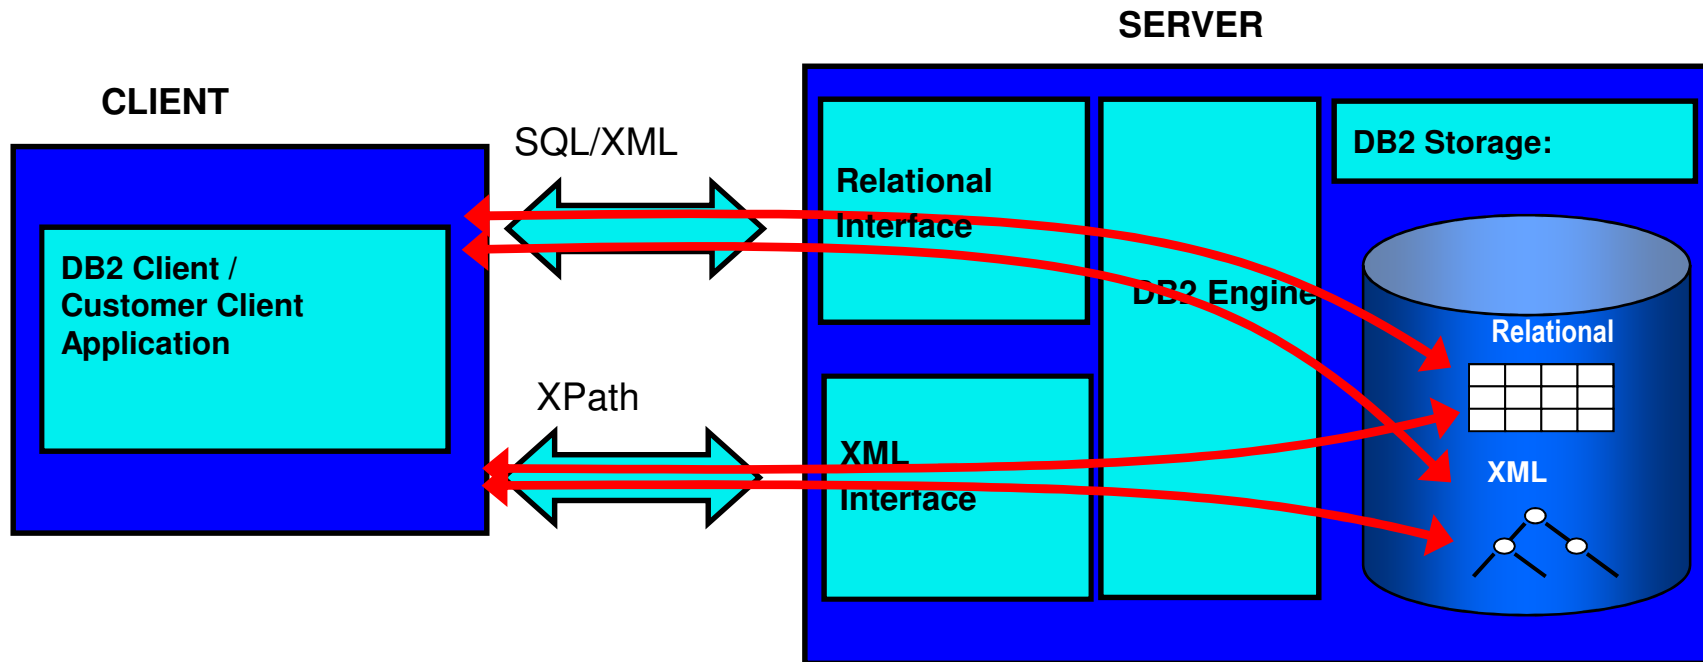 SERVER
CLIENT
SQL/XML
DB2 Client /
Customer Client
Application
XPath
Relational
Interface
XML
Interface
DB2 Engine
DB2 Storage:
Relational
XML